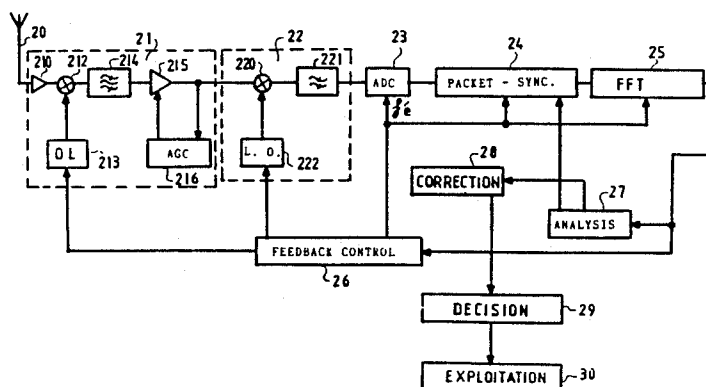 20
210
212
21
214
215
220
22
221
23
24
25
ADC
PACKET - SYNC.
FFT
f'e
OL
213
AGC
216
L. O.
222
28
CORRECTION
27
ANALYSIS
FEEDBACK CONTROL
26
DECISION
29
EXPLOITATION
30